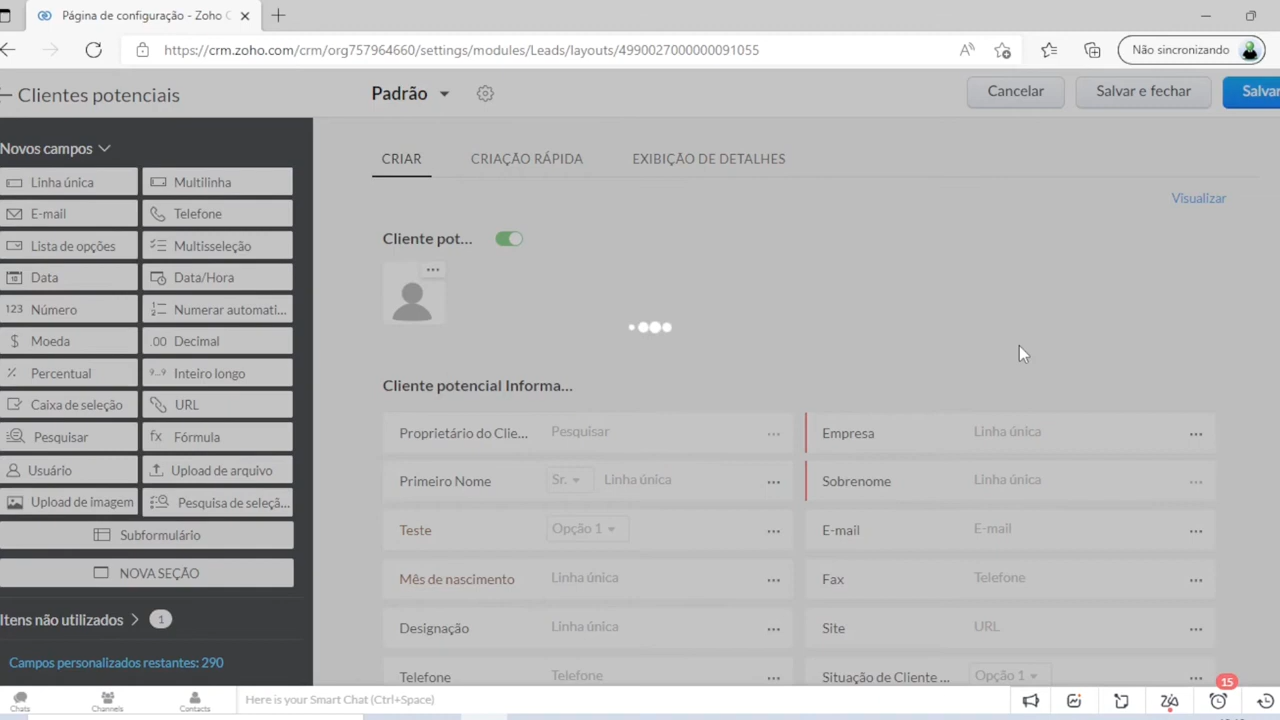 Página de configuração - Zoho C
https://crm.zoho.com/crm/org757964660/settings/modules/Leads/layouts/4990027000000091055
Não sincronizando
Clientes potenciais
Padrão
Cancelar
Salvar e fechar
Salvar
Novos campos
Linha única
Multilinha
E-mail
Telefone
Lista de opções
Multisseleção
Data
Data/Hora
123 Número
Numerar automati...
$ Moeda
.00 Decimal
% Percentual
9..9 Inteiro longo
Caixa de seleção
URL
Pesquisar
fx Fórmula
Usuário
Upload de arquivo
Upload de imagem
Pesquisa de seleçã...
Subformulário
NOVA SEÇÃO
Itens não utilizados
1
Campos personalizados restantes: 290
CRIAR
CRIAÇÃO RÁPIDA
EXIBIÇÃO DE DETALHES
Visualizar
Cliente pot...
Cliente potencial Informa...
Proprietário do Clie... Pesquisar
Empresa Linha única
Primeiro Nome Sr. Linha única
Sobrenome Linha única
Teste Opção 1
E-mail E-mail
Mês de nascimento Linha única
Fax Telefone
Designação Linha única
Site URL
Telefone Telefone
Situação de Cliente ... Opção 1
Chats
Channels
Contacts
Here is your Smart Chat (Ctrl+Space)
15